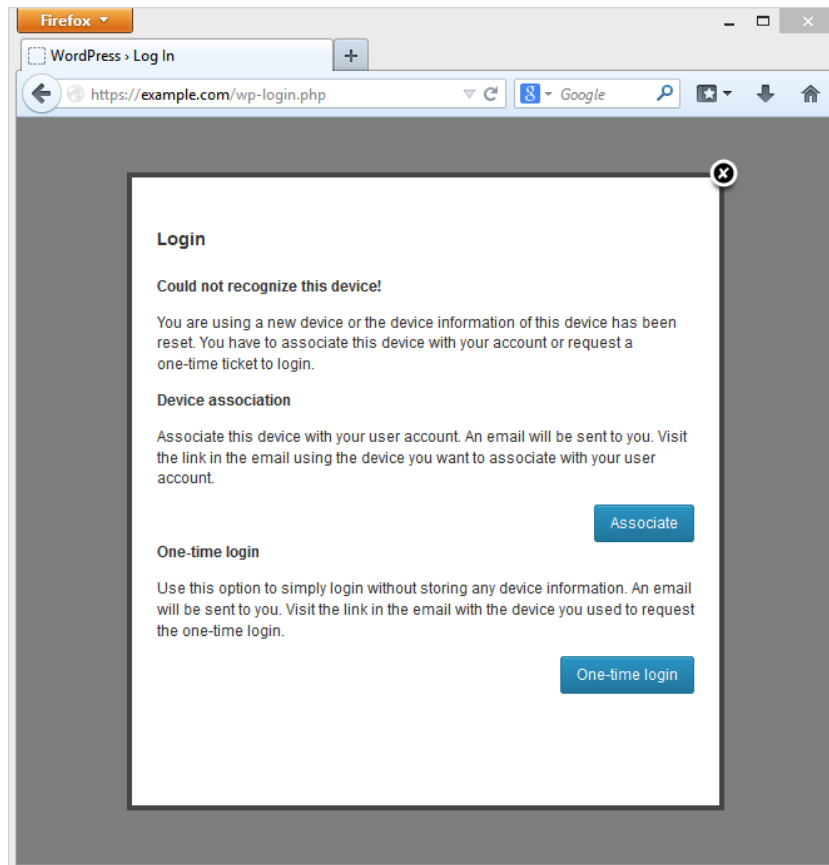 Firefox
WordPress › Log In
https://example.com/wp-login.php
8 Google
Login
Could not recognize this device!
You are using a new device or the device information of this device has been
reset. You have to associate this device with your account or request a
one-time ticket to login.
Device association
Associate this device with your user account. An email will be sent to you. Visit
the link in the email using the device you want to associate with your user
account.
Associate
One-time login
Use this option to simply login without storing any device information. An email
will be sent to you. Visit the link in the email with the device you used to request
the one-time login.
One-time login